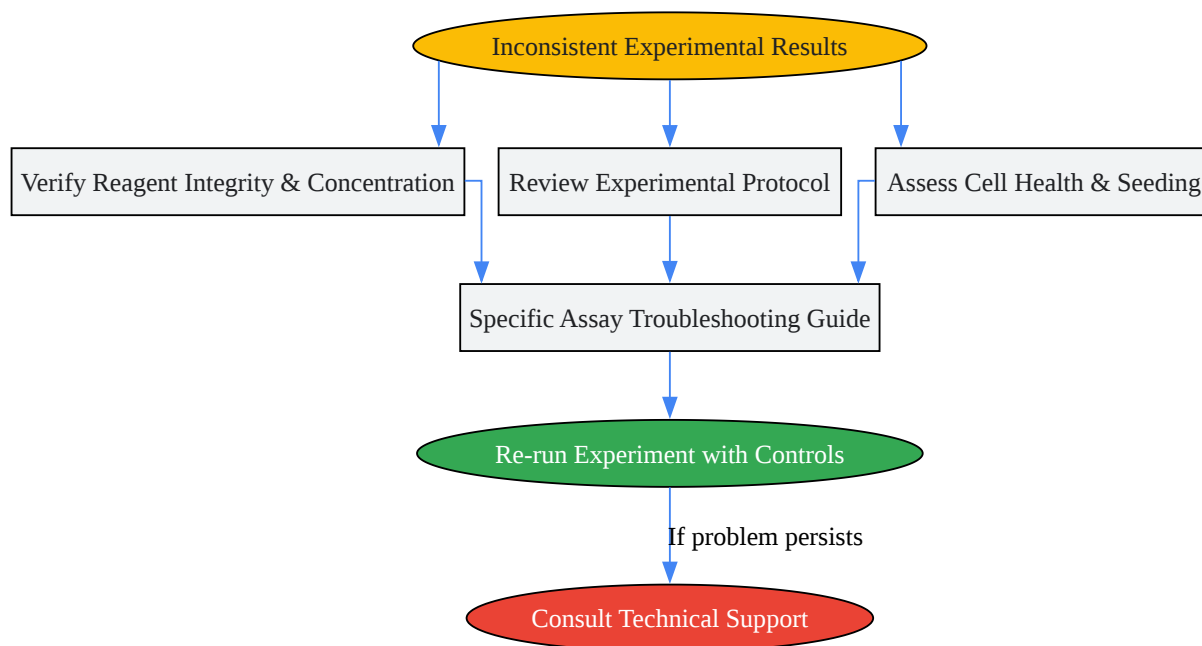 Inconsistent Experimental Results
Verify Reagent Integrity & Concentration
Review Experimental Protocol
Assess Cell Health & Seeding
Specific Assay Troubleshooting Guide
Re-run Experiment with Controls
If problem persists
Consult Technical Support